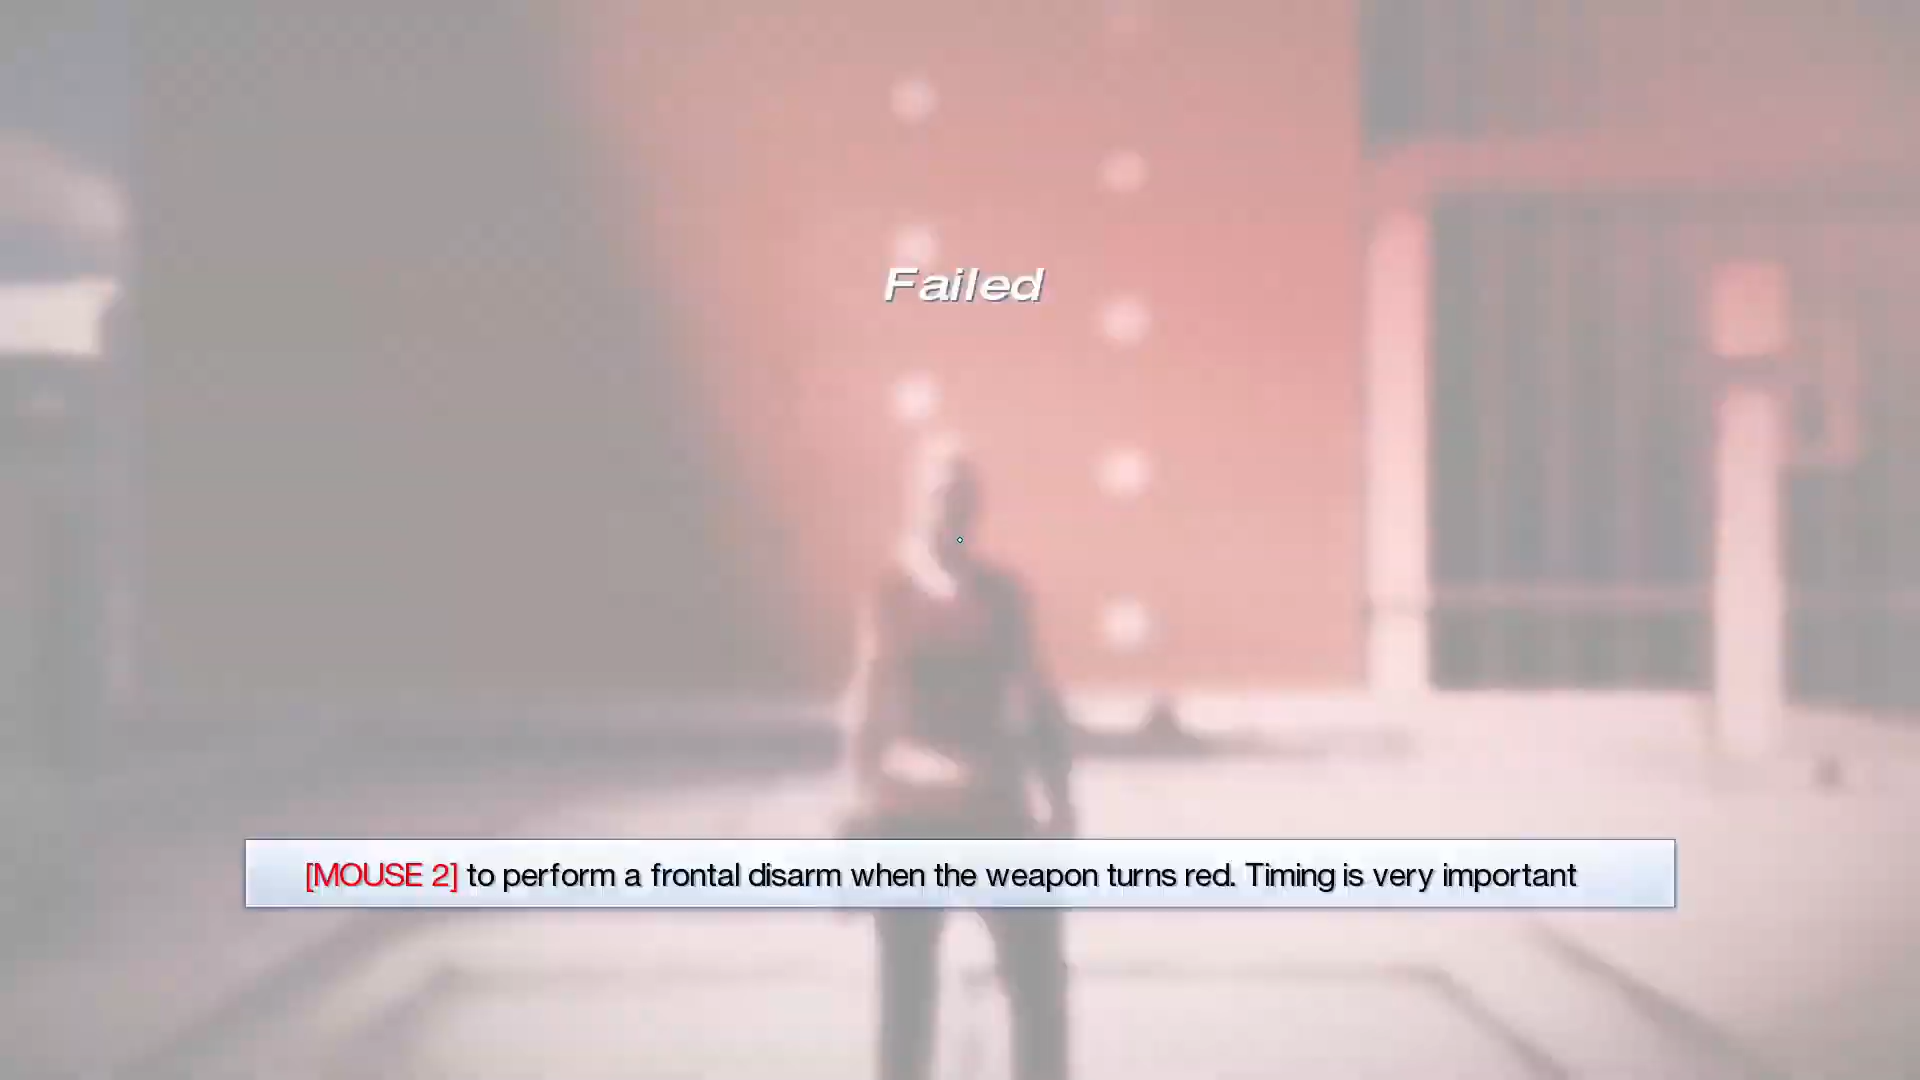 Failed
[MOUSE 2] to perform a frontal disarm when the weapon turns red. Timing is very important